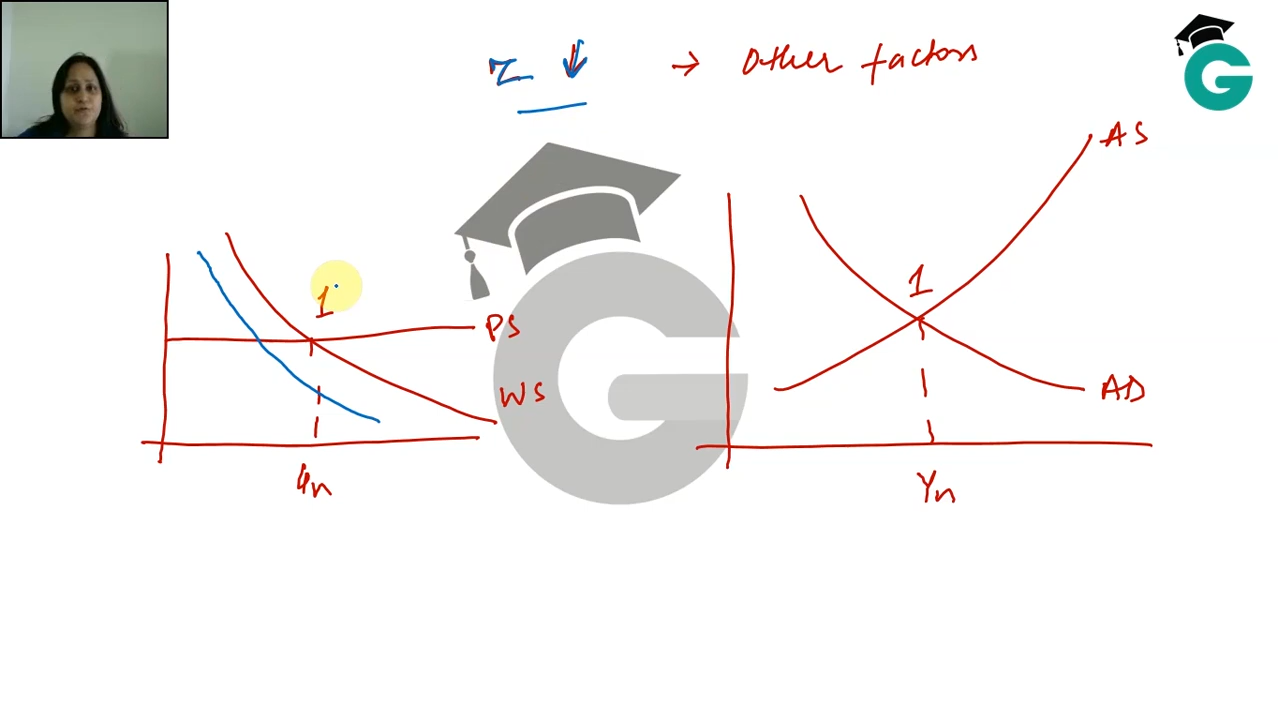 z ↓ → Other factors
G
AS
1
1
PS
WS
AD
un
Yn